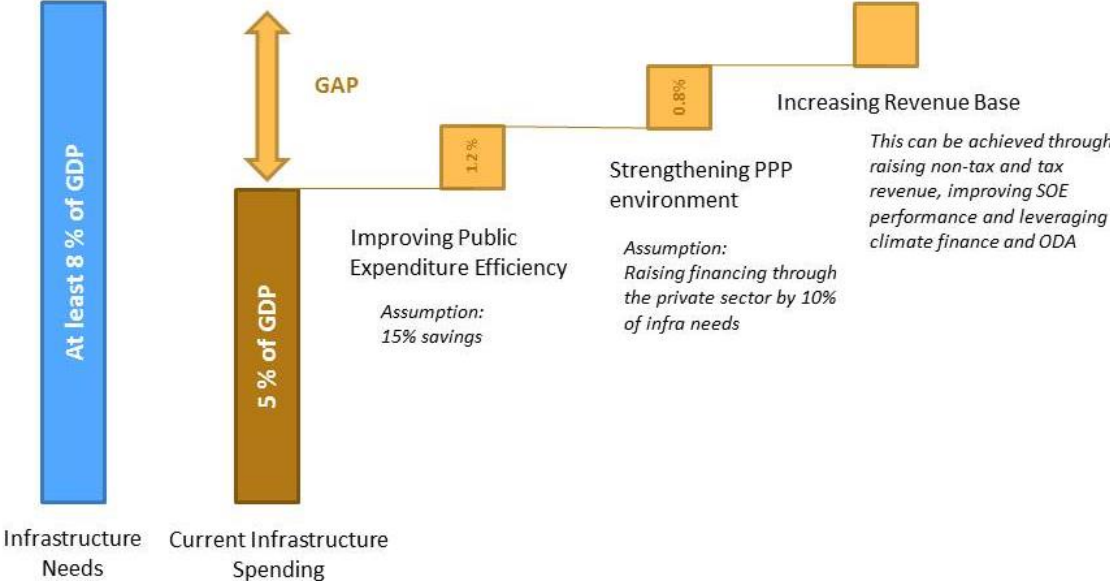 At least 8 % of GDP
Infrastructure
Needs
5 % of GDP
Current Infrastructure
Spending
GAP
1.2 %
Improving Public
Expenditure Efficiency
Assumption:
15% savings
0.8%
Strengthening PPP
environment
Assumption:
Raising financing through
the private sector by 10%
of infra needs
Increasing Revenue Base
This can be achieved through
raising non-tax and tax
revenue, improving SOE
performance and leveraging
climate finance and ODA